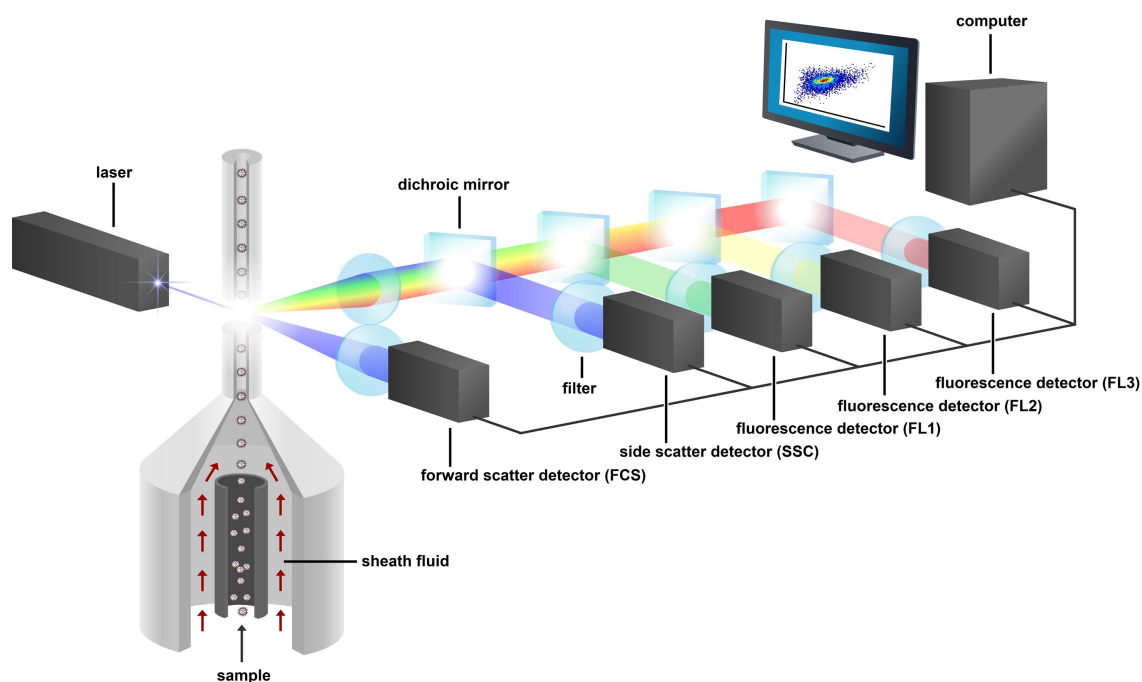 computer
laser
dichroic mirror
filter
fluorescence detector (FL3)
fluorescence detector (FL2)
fluorescence detector (FL1)
side scatter detector (SSC)
forward scatter detector (FCS)
sheath fluid
sample